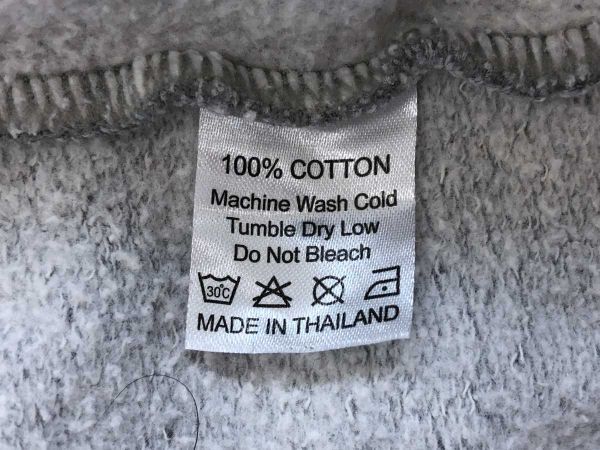 100% COTTON
Machine Wash Cold
Tumble Dry Low
Do Not Bleach
30°C
MADE IN THAILAND